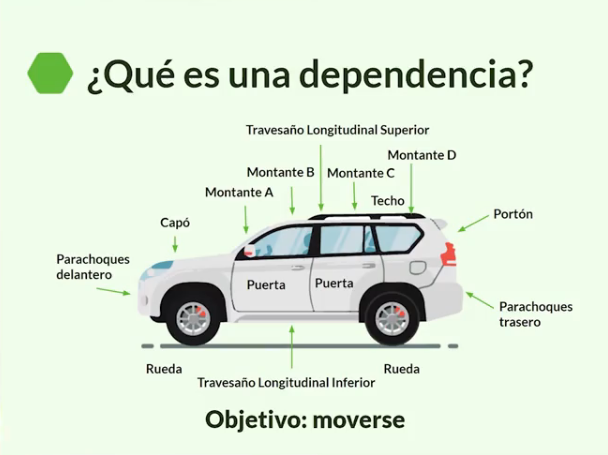 ¿Qué es una dependencia?
Travesaño Longitudinal Superior
Montante D
Montante B
Montante C
Montante A
Techo
Capó
Portón
Parachoques
delantero
Puerta
Puerta
Parachoques
trasero
Rueda
Rueda
Travesaño Longitudinal Inferior
Objetivo: moverse